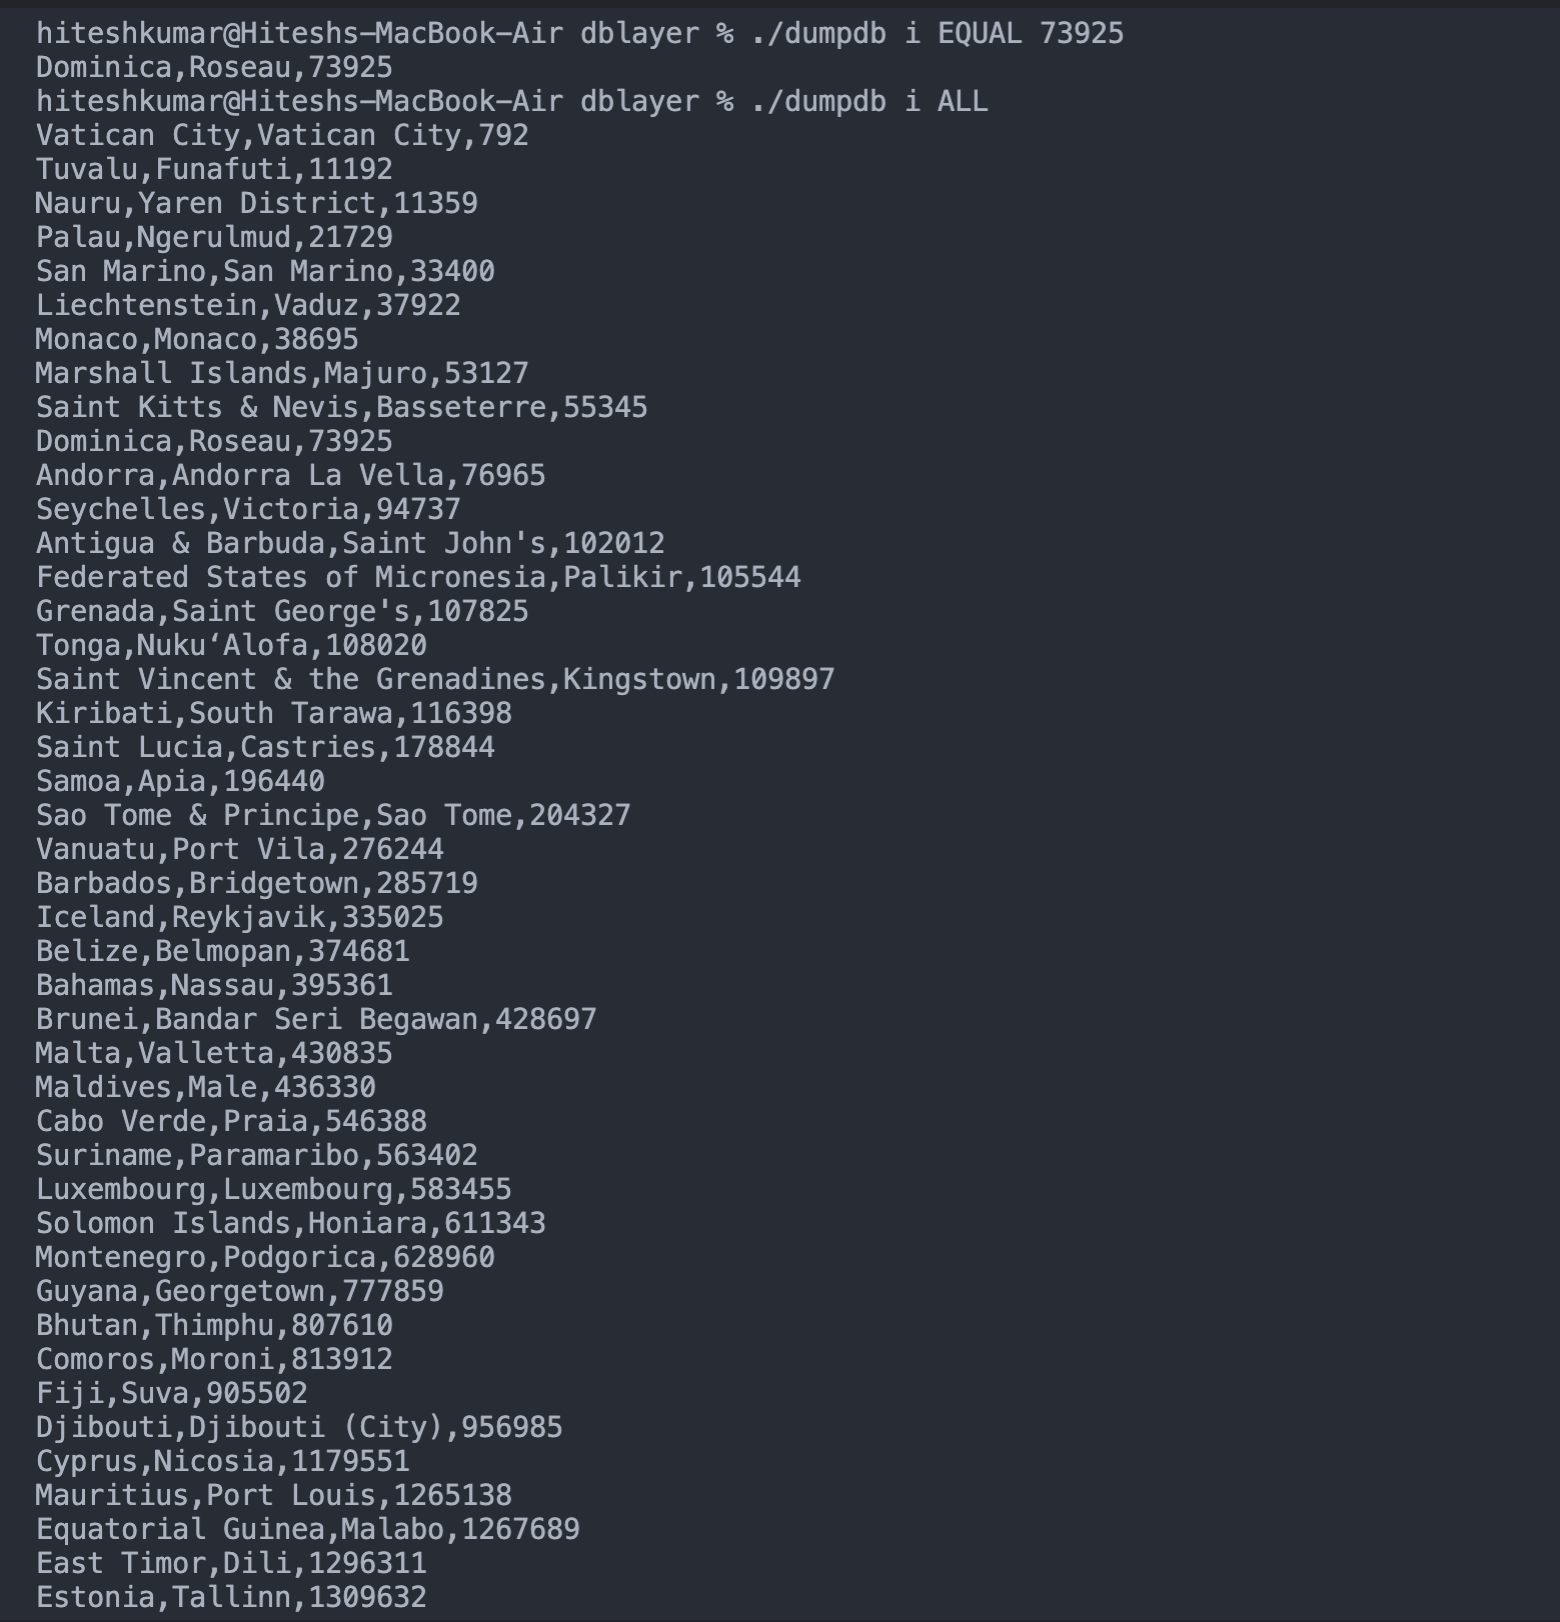 hiteshkumar@Hiteshs-MacBook-Air dblayer % ./dumpdb i EQUAL 73925
Dominica,Roseau,73925
hiteshkumar@Hiteshs-MacBook-Air dblayer % ./dumpdb i ALL
Vatican City,Vatican City,792
Tuvalu,Funafuti,11192
Nauru,Yaren District,11359
Palau,Ngerulmud,21729
San Marino,San Marino,33400
Liechtenstein,Vaduz,37922
Monaco,Monaco,38695
Marshall Islands,Majuro,53127
Saint Kitts & Nevis,Basseterre,55345
Dominica,Roseau,73925
Andorra,Andorra La Vella,76965
Seychelles,Victoria,94737
Antigua & Barbuda,Saint John's,102012
Federated States of Micronesia,Palikir,105544
Grenada,Saint George's,107825
Tonga,Nuku‘Alofa,108020
Saint Vincent & the Grenadines,Kingstown,109897
Kiribati,South Tarawa,116398
Saint Lucia,Castries,178844
Samoa,Apia,196440
Sao Tome & Principe,Sao Tome,204327
Vanuatu,Port Vila,276244
Barbados,Bridgetown,285719
Iceland,Reykjavik,335025
Belize,Belmopan,374681
Bahamas,Nassau,395361
Brunei,Bandar Seri Begawan,428697
Malta,Valletta,430835
Maldives,Male,436330
Cabo Verde,Praia,546388
Suriname,Paramaribo,563402
Luxembourg,Luxembourg,583455
Solomon Islands,Honiara,611343
Montenegro,Podgorica,628960
Guyana,Georgetown,777859
Bhutan,Thimphu,807610
Comoros,Moroni,813912
Fiji,Suva,905502
Djibouti,Djibouti (City),956985
Cyprus,Nicosia,1179551
Mauritius,Port Louis,1265138
Equatorial Guinea,Malabo,1267689
East Timor,Dili,1296311
Estonia,Tallinn,1309632